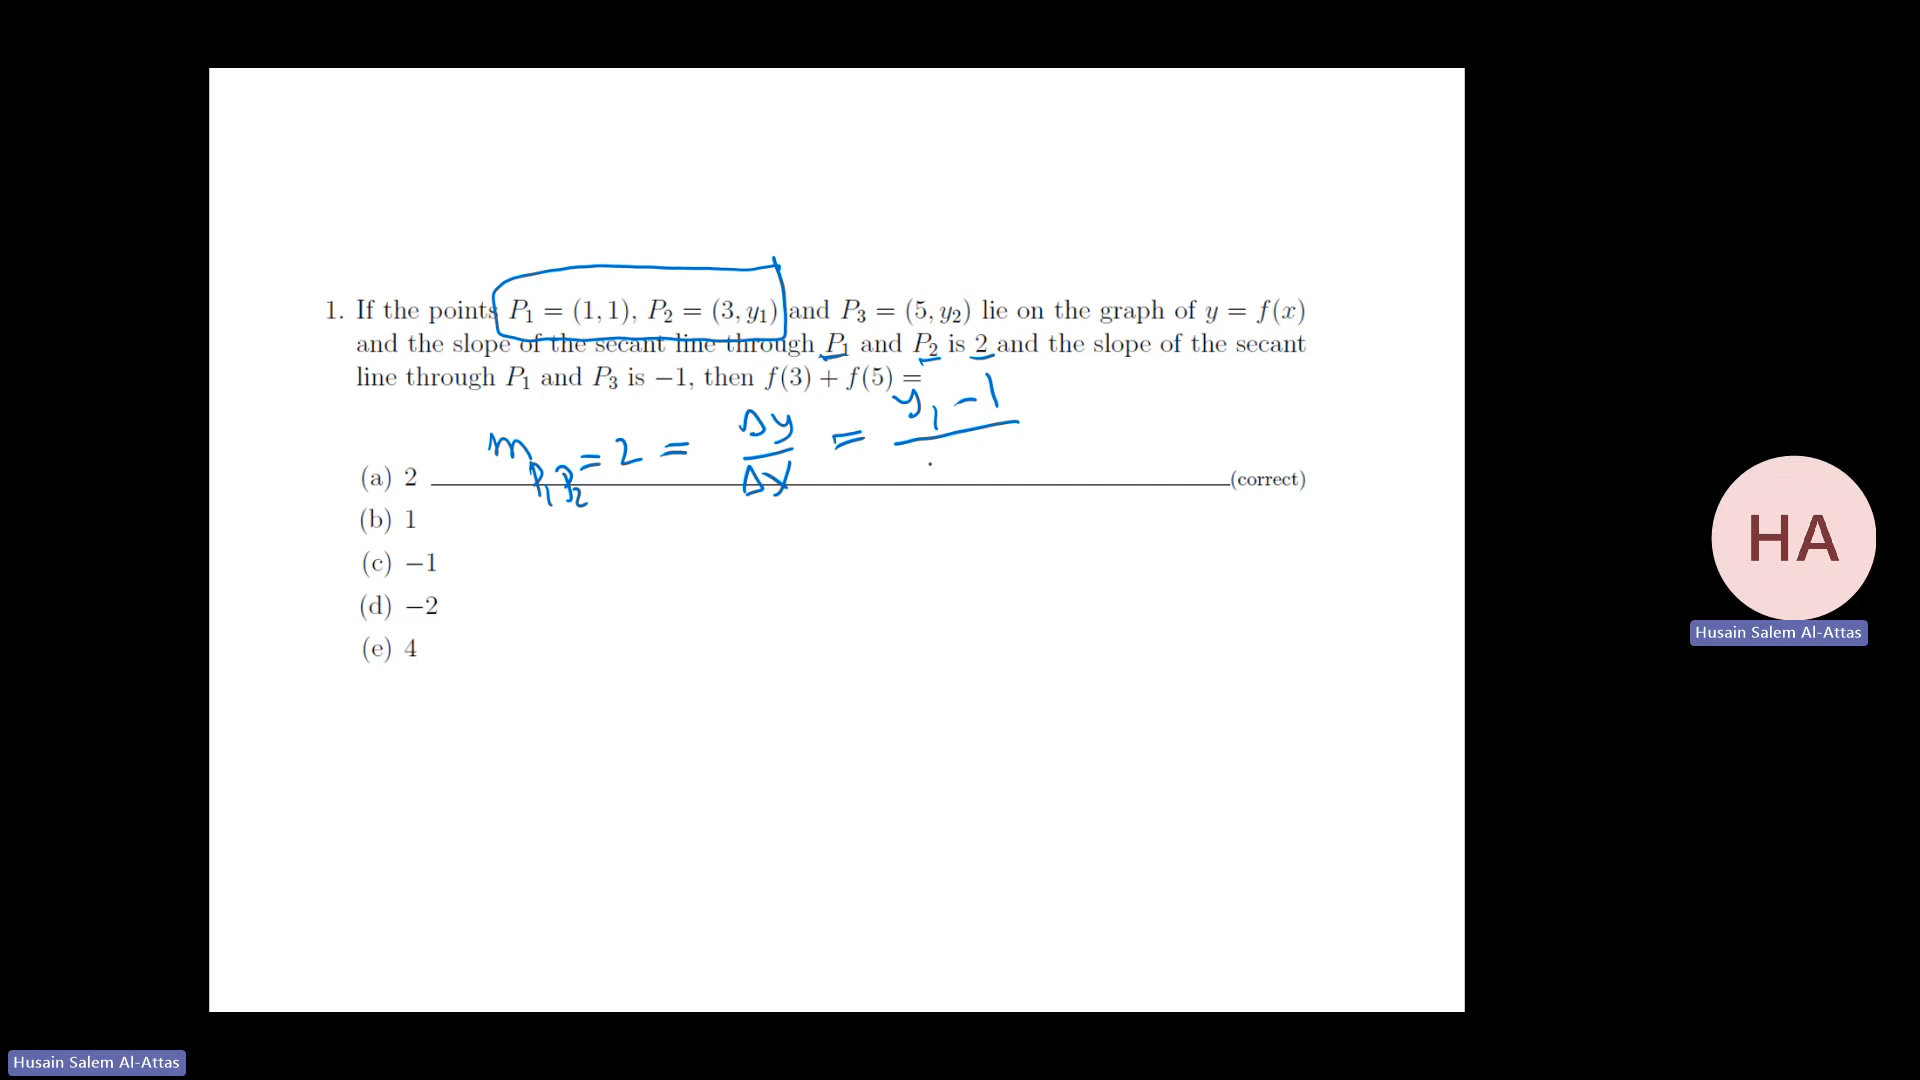 1. If the points P₁ = (1, 1), P₂ = (3, y₁) and P₃ = (5, y₂) lie on the graph of y = f(x)
and the slope of the secant line through P₁ and P₂ is 2 and the slope of the secant
line through P₁ and P₃ is −1, then f(3) + f(5) =
m P₁ P₂ = 2 = Δy/Δx = y₁ − 1
(a) 2 (correct)
(b) 1
(c) −1
(d) −2
(e) 4
HA
Husain Salem Al-Attas
Husain Salem Al-Attas